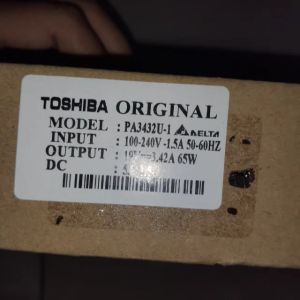 TOSHIBA ORIGINAL
MODEL : PA3432U-1 DELTA
INPUT : 100-240V -1.5A 50-60HZ
OUTPUT : 3.42A 65W
DC :